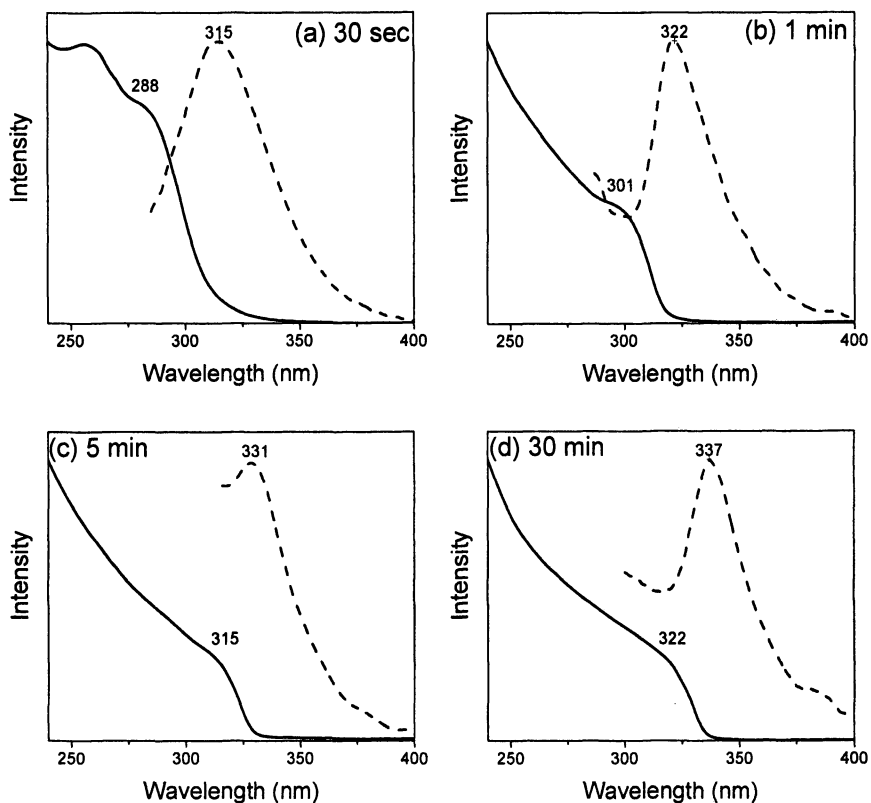 (a) 30 sec
315
288
Intensity
250 300 350 400
Wavelength (nm)
(b) 1 min
322
301
Intensity
250 300 350 400
Wavelength (nm)
(c) 5 min
331
315
Intensity
250 300 350 400
Wavelength (nm)
(d) 30 min
337
322
Intensity
250 300 350 400
Wavelength (nm)